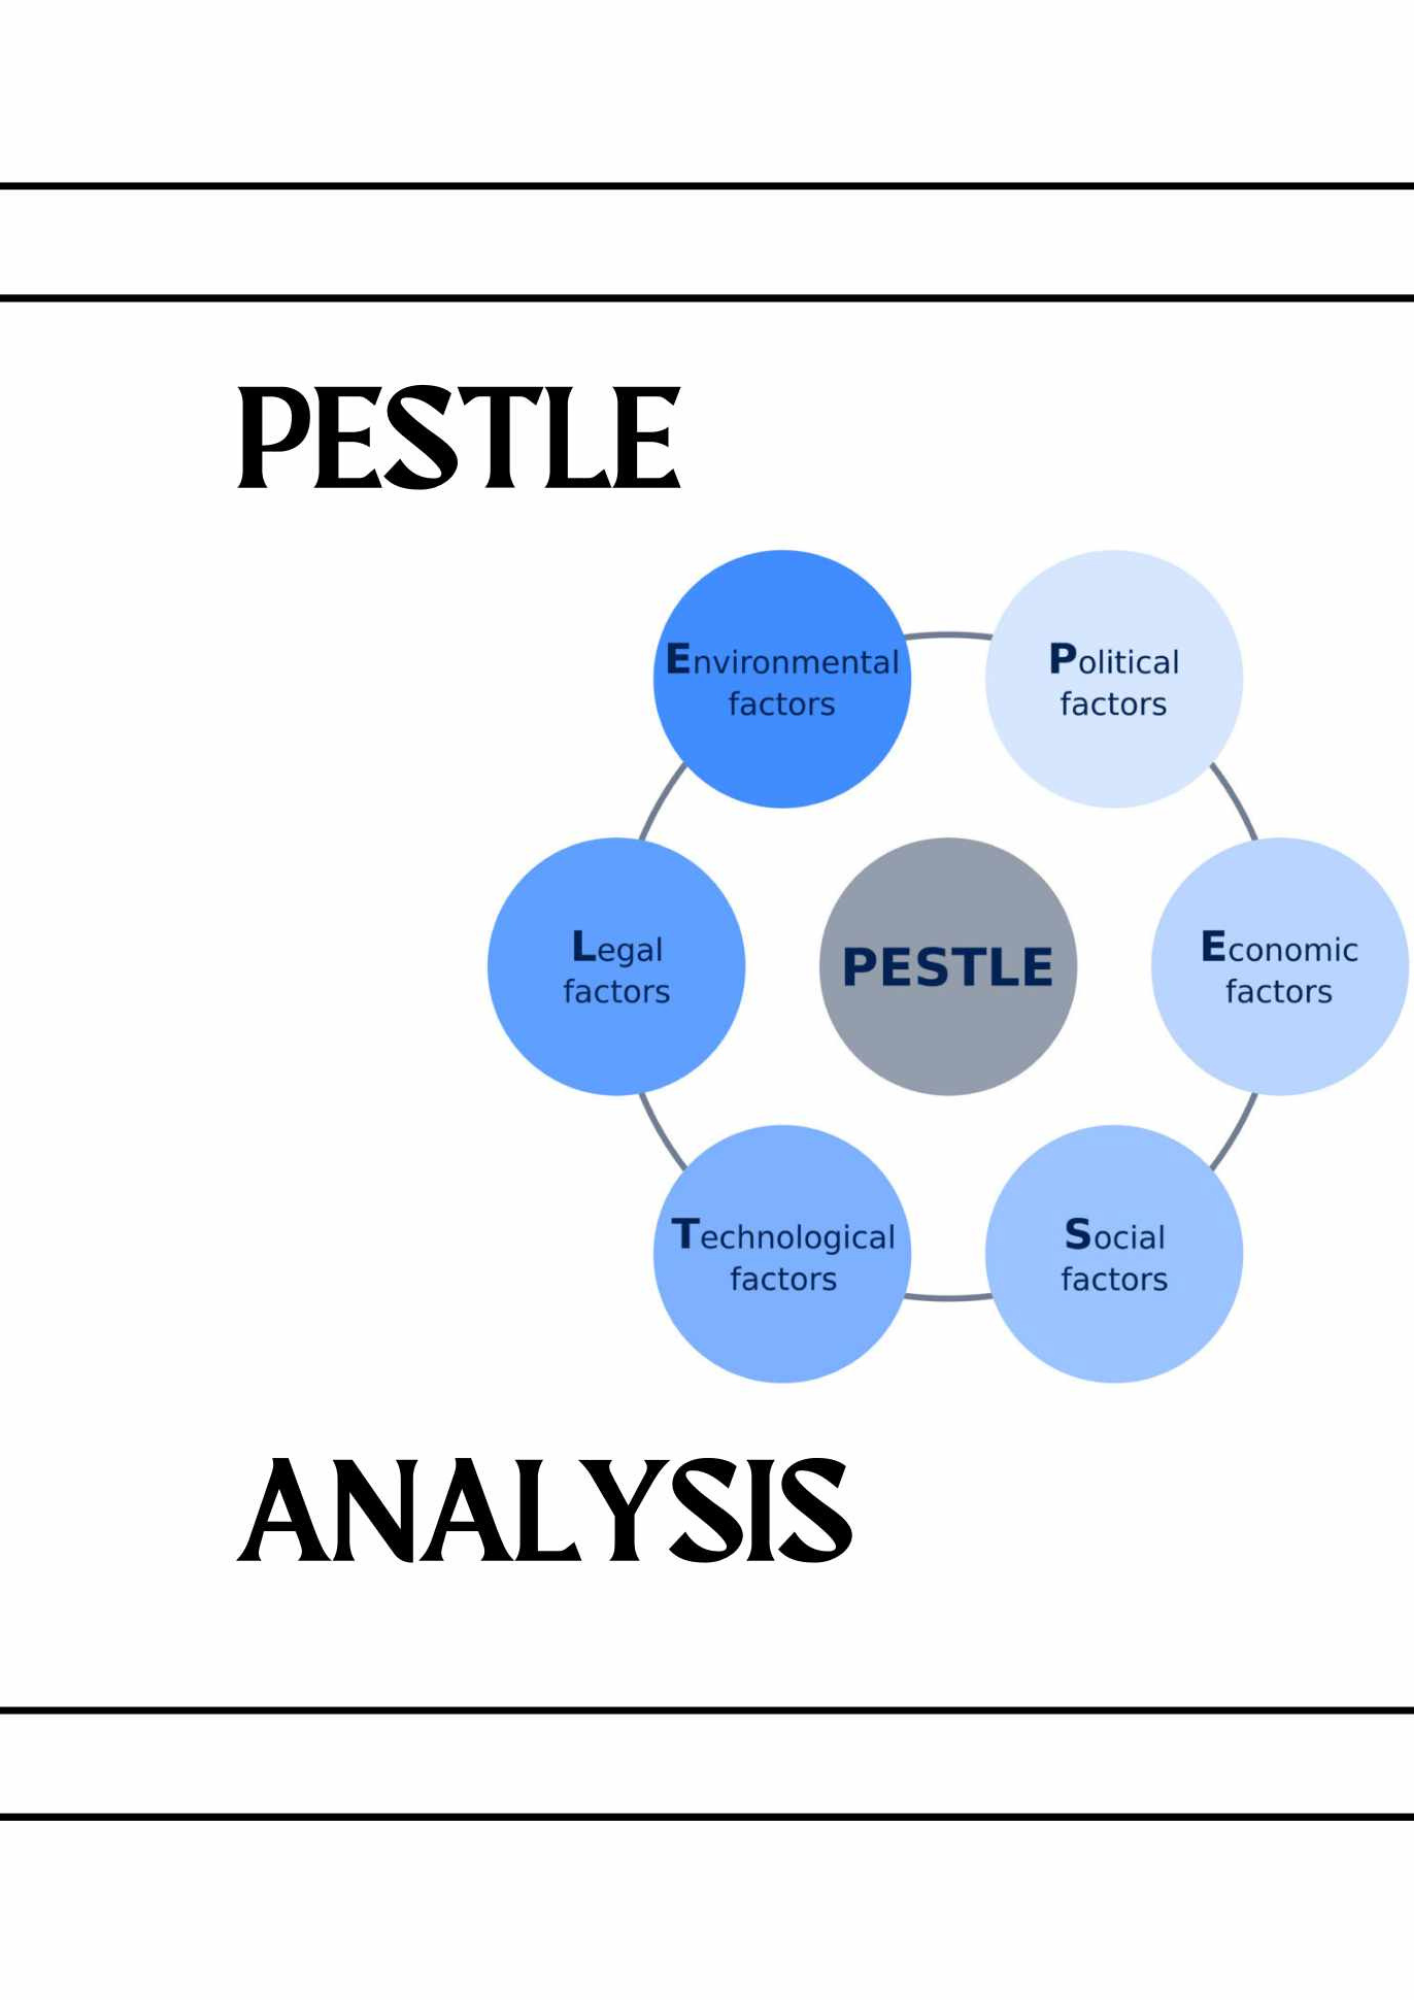 PESTLE
Environmental
factors
Political
factors
Legal
factors
PESTLE
Economic
factors
Technological
factors
Social
factors
ANALYSIS